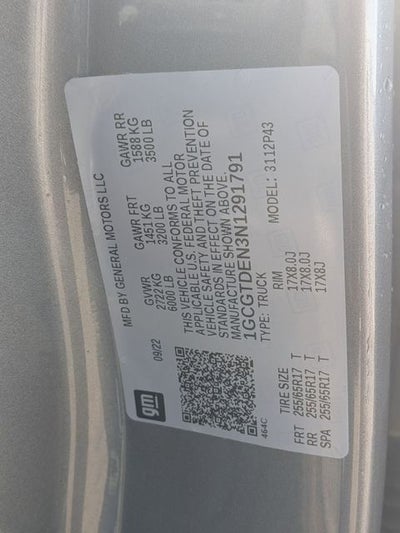 gm
MFD BY GENERAL MOTORS LLC
09/22
GVWR GAWR FRT GAWR RR
2722 KG 1451 KG 1588 KG
6000 LB 3200 LB 3500 LB
THIS VEHICLE CONFORMS TO ALL
APPLICABLE U.S. FEDERAL MOTOR
VEHICLE SAFETY AND THEFT PREVENTION
STANDARDS IN EFFECT ON THE DATE OF
MANUFACTURE SHOWN ABOVE.
1GCGTDEN3N1291791
TYPE: TRUCK MODEL: 3112P43
464C
TIRE SIZE RIM
FRT 255/65R17 T 17X8.0J
RR 255/65R17 T 17X8.0J
SPA 255/65R17 T 17X8J